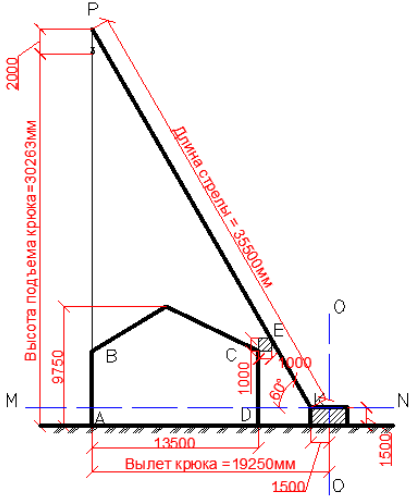 P
2000
Высота подъема крюка=30263мм
Длина стрелы = 35500мм
O
E
B
C
1000
1000
9750
60°
M
K
N
A
D
1500
13500
Вылет крюка =19250мм
1500
O